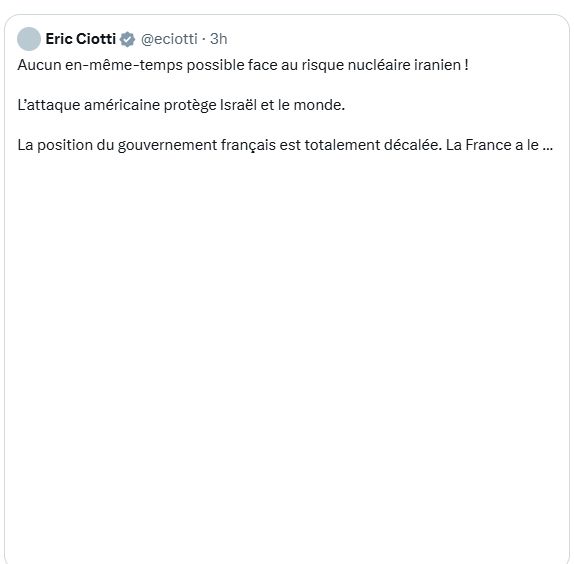 Eric Ciotti @eciotti · 3h
Aucun en-même-temps possible face au risque nucléaire iranien !
L’attaque américaine protège Israël et le monde.
La position du gouvernement français est totalement décalée. La France a le ...